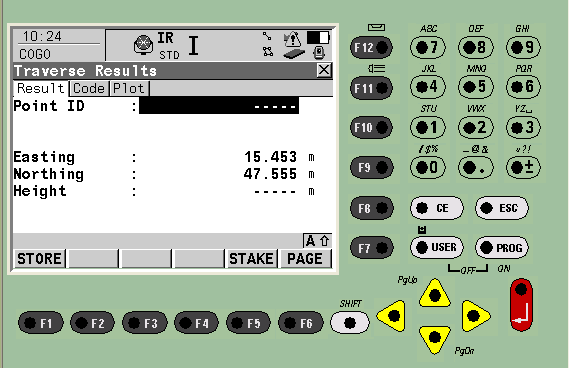 10:24
IR
COGO
STD
Traverse Results
Result Code Plot
Point ID : -----
Easting : 15.453 m
Northing : 47.555 m
Height : ----- m
A
STORE STAKE PAGE
F12
F11
F10
F9
F8
F7
ABC DEF GHI
7 8 9
JKL MNO PQR
4 5 6
STU VWX YZ
1 2 3
/$% _@& *?!
0 . ±
CE ESC
USER PROG
OFF ON
PgUp
SHIFT
F1 F2 F3 F4 F5 F6
PgDn